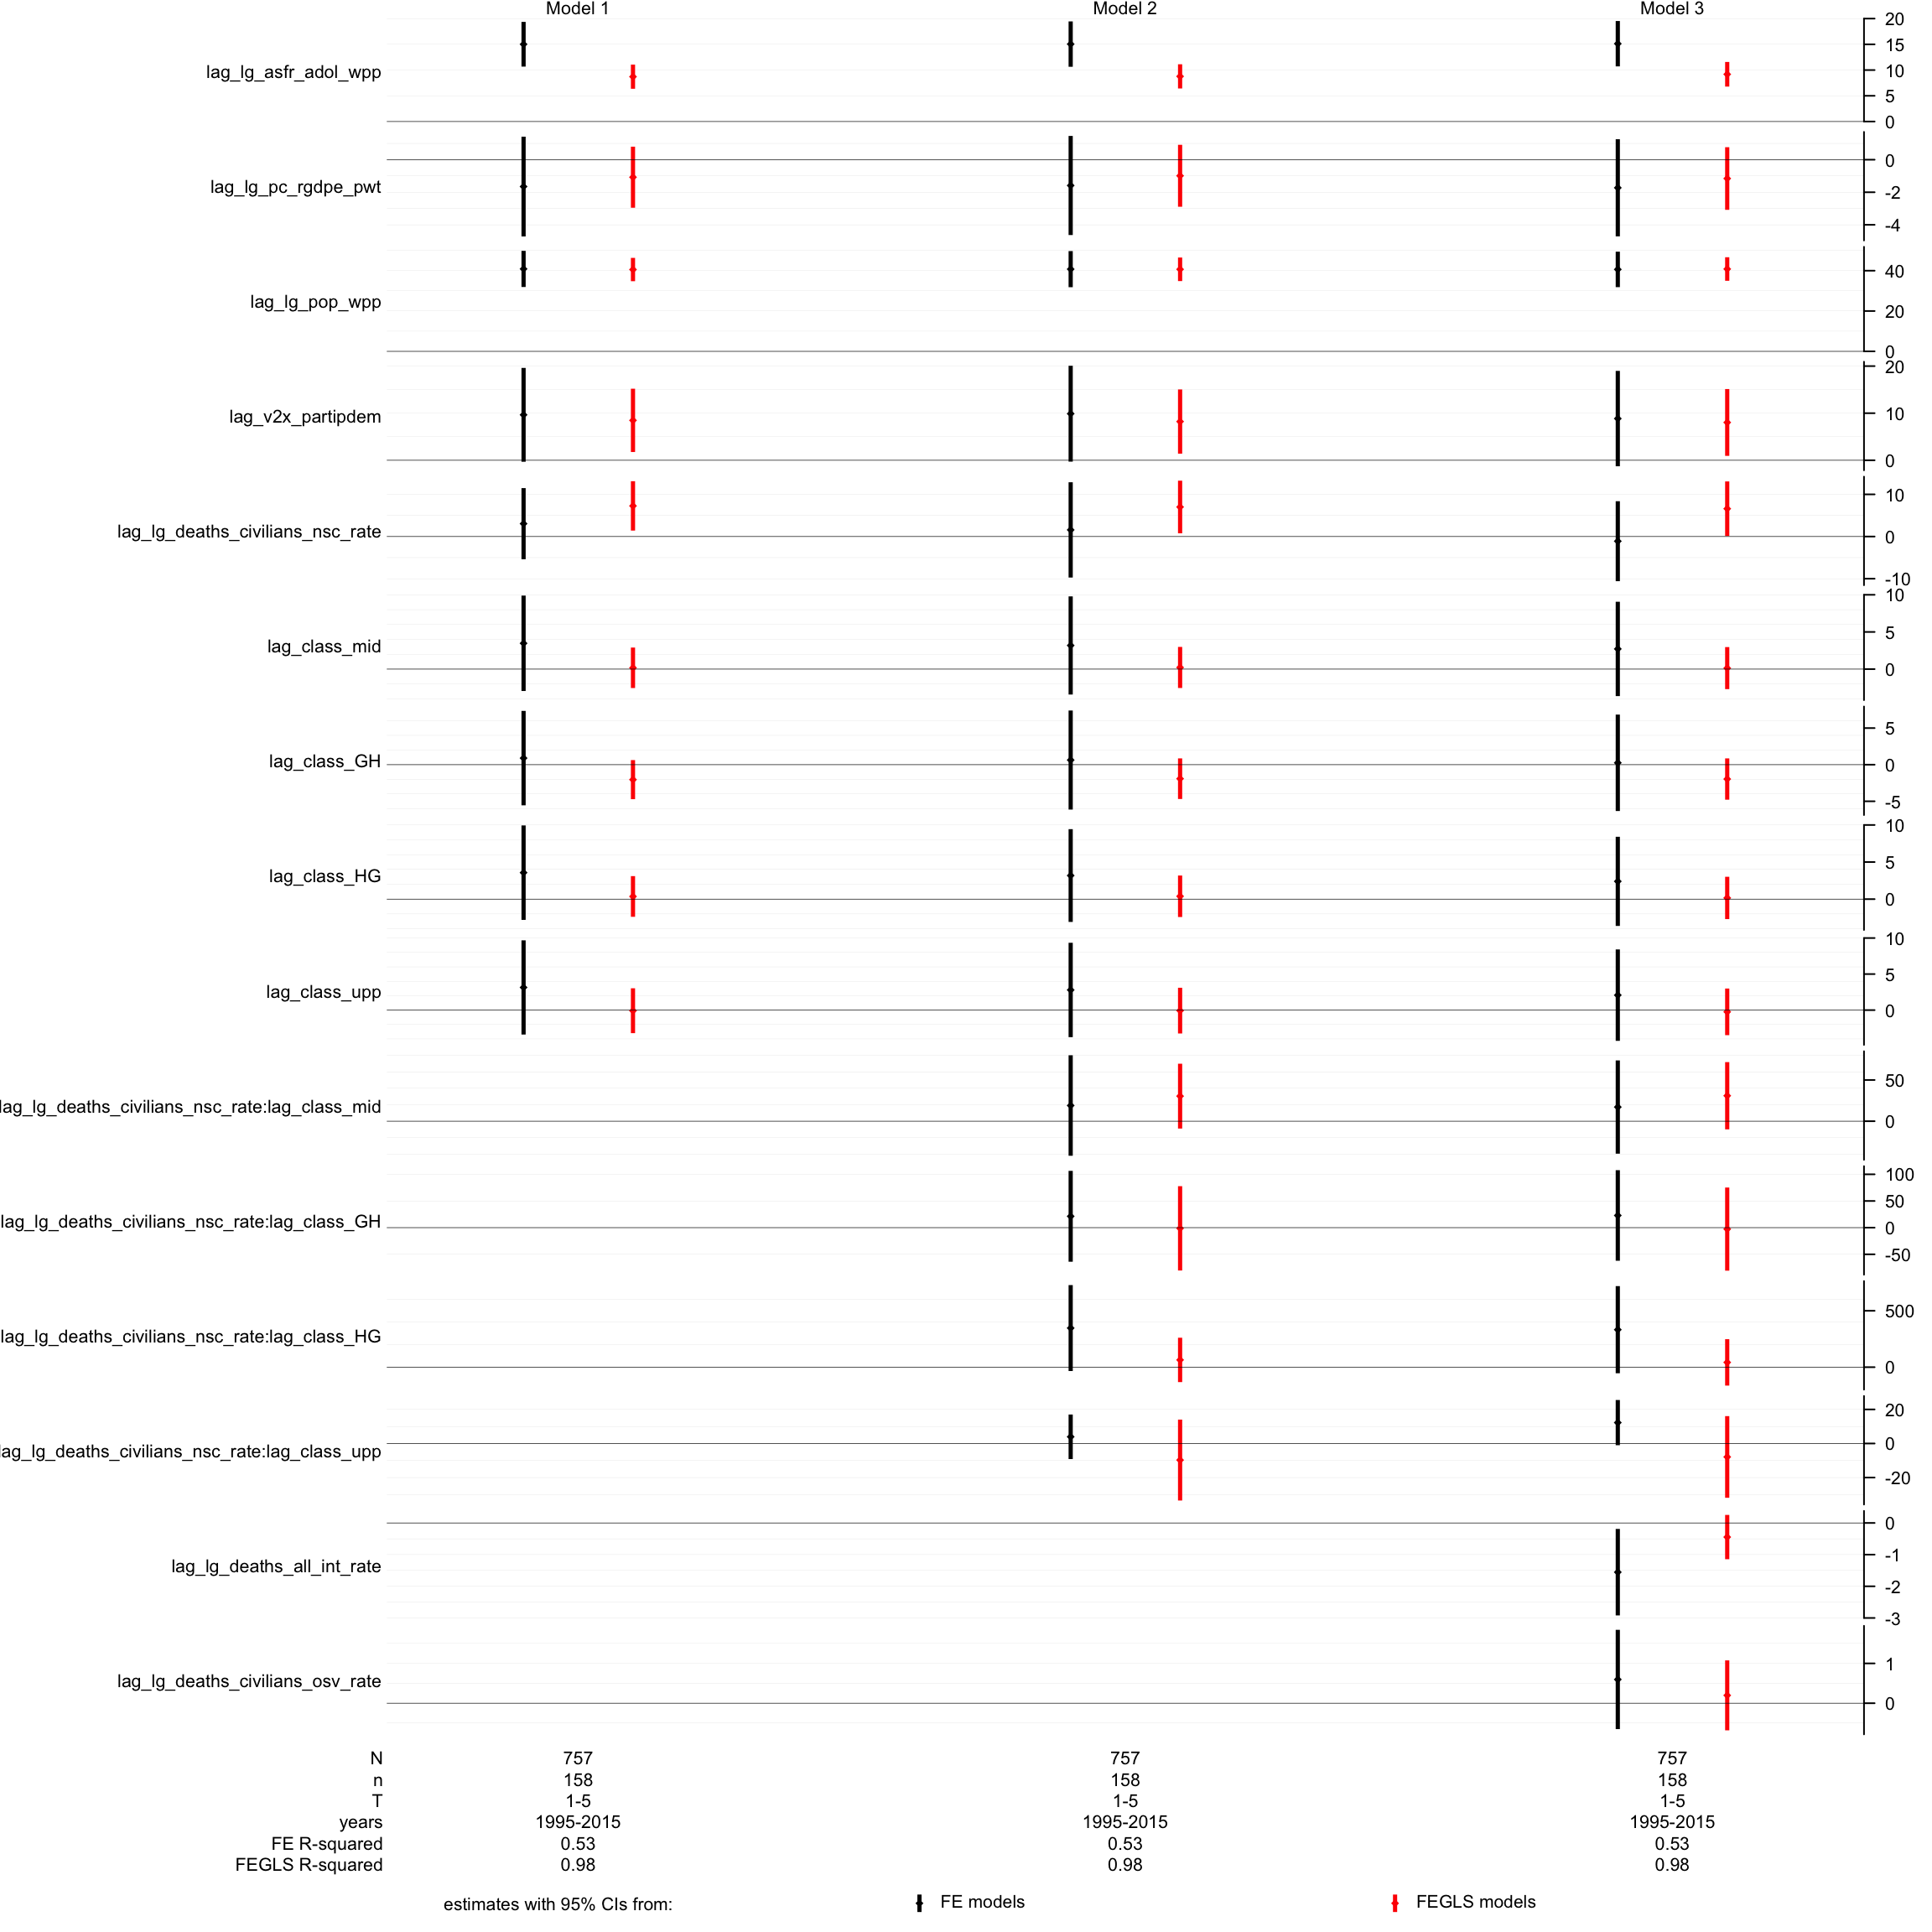 Model 1 Model 2 Model 3
lag_lg_asfr_adol_wpp
20
15
10
5
0
lag_lg_pc_rgdpe_pwt
0
-2
-4
lag_lg_pop_wpp
40
20
0
lag_v2x_partipdem
20
10
0
lag_lg_deaths_civilians_nsc_rate
10
0
-10
lag_class_mid
10
5
0
lag_class_GH
5
0
-5
lag_class_HG
10
5
0
lag_class_upp
10
5
0
lag_lg_deaths_civilians_nsc_rate:lag_class_mid
50
0
lag_lg_deaths_civilians_nsc_rate:lag_class_GH
100
50
0
-50
lag_lg_deaths_civilians_nsc_rate:lag_class_HG
500
0
lag_lg_deaths_civilians_nsc_rate:lag_class_upp
20
0
-20
lag_lg_deaths_all_int_rate
0
-1
-2
-3
lag_lg_deaths_civilians_osv_rate
1
0
N 757 757 757
n 158 158 158
T 1-5 1-5 1-5
years 1995-2015 1995-2015 1995-2015
FE R-squared 0.53 0.53 0.53
FEGLS R-squared 0.98 0.98 0.98
estimates with 95% CIs from: FE models FEGLS models